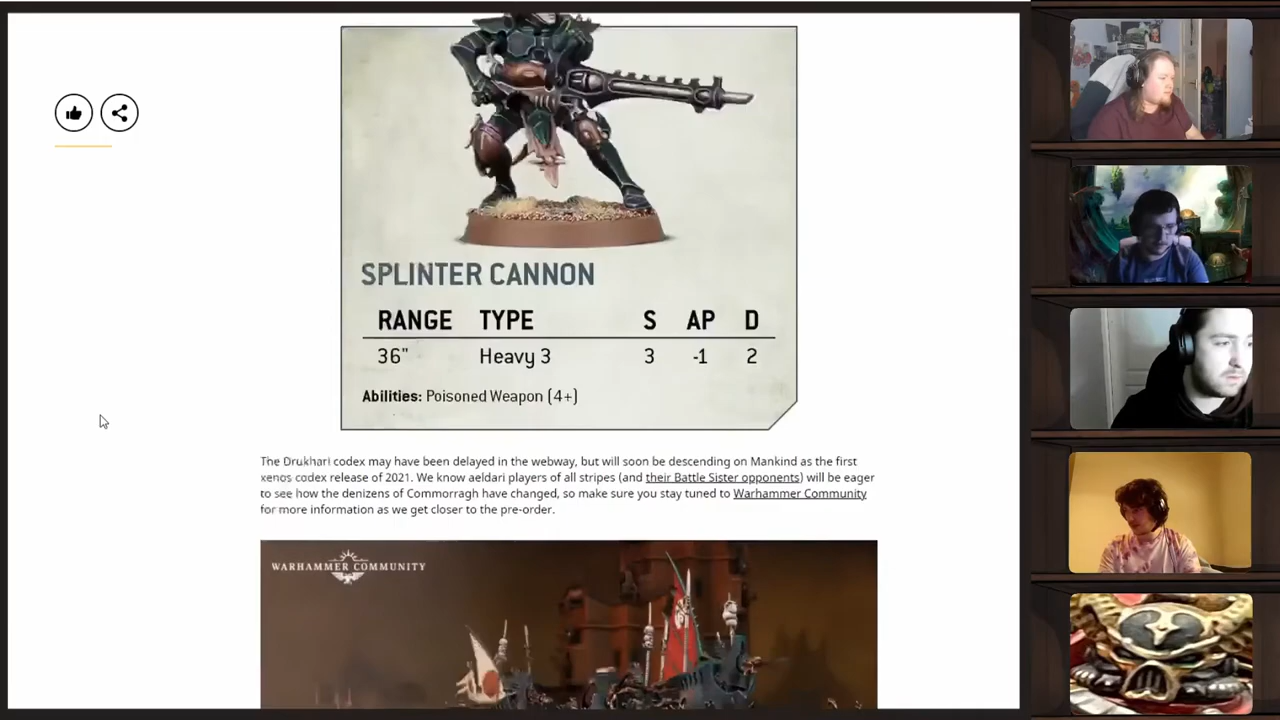 SPLINTER CANNON
RANGE TYPE S AP D
36" Heavy 3 3 -1 2
Abilities: Poisoned Weapon (4+)
The Drukhari codex may have been delayed in the webway, but will soon be descending on Mankind as the first
xenos codex release of 2021. We know aeldari players of all stripes (and their Battle Sister opponents) will be eager
to see how the denizens of Commorragh have changed, so make sure you stay tuned to Warhammer Community
for more information as we get closer to the pre-order.
WARHAMMER COMMUNITY